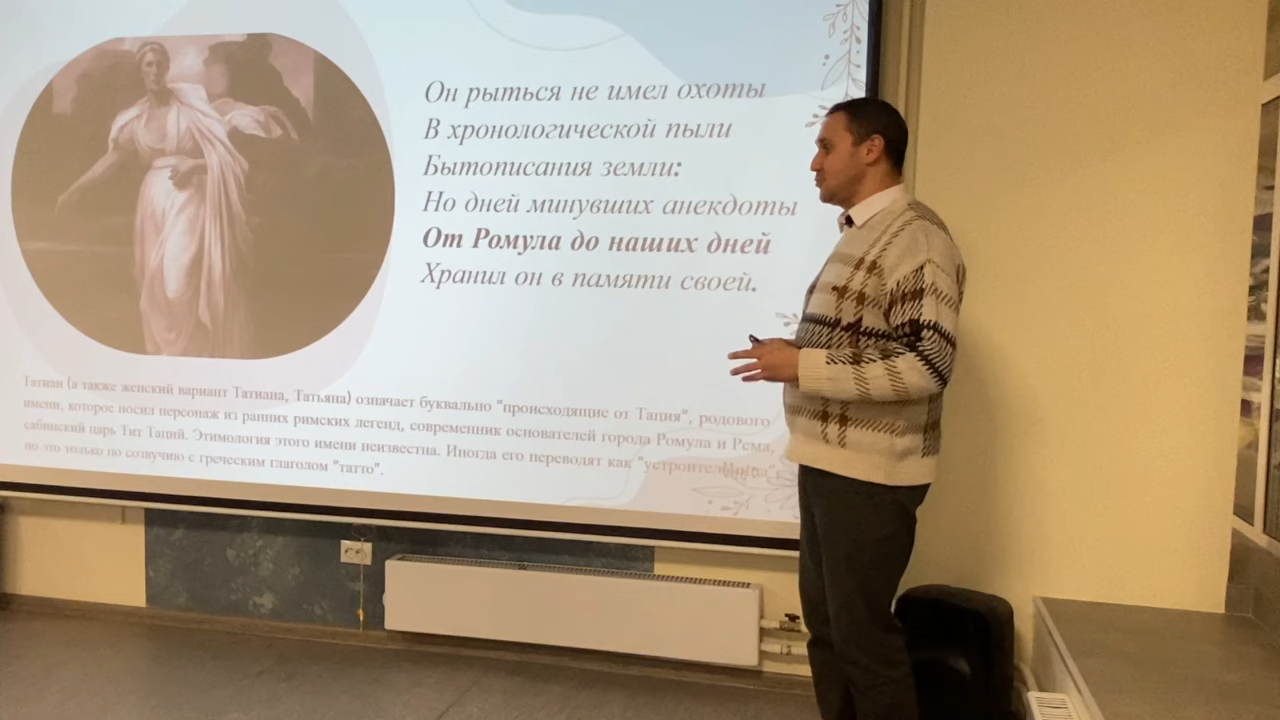 Он рыться не имел охоты
В хронологической пыли
Бытописания земли:
Но дней минувших анекдоты
От Ромула до наших дней
Хранил он в памяти своей.
Татиан (а также женский вариант Татиана, Татьяна) означает буквально "происходящие от Тация", родового
имени, которое носил персонаж из ранних римских легенд, современник основателей города Ромула и Рема,
сабинский царь Тит Таций. Этимология этого имени неизвестна. Иногда его переводят как
но это только по созвучию с греческим глаголом "татто".